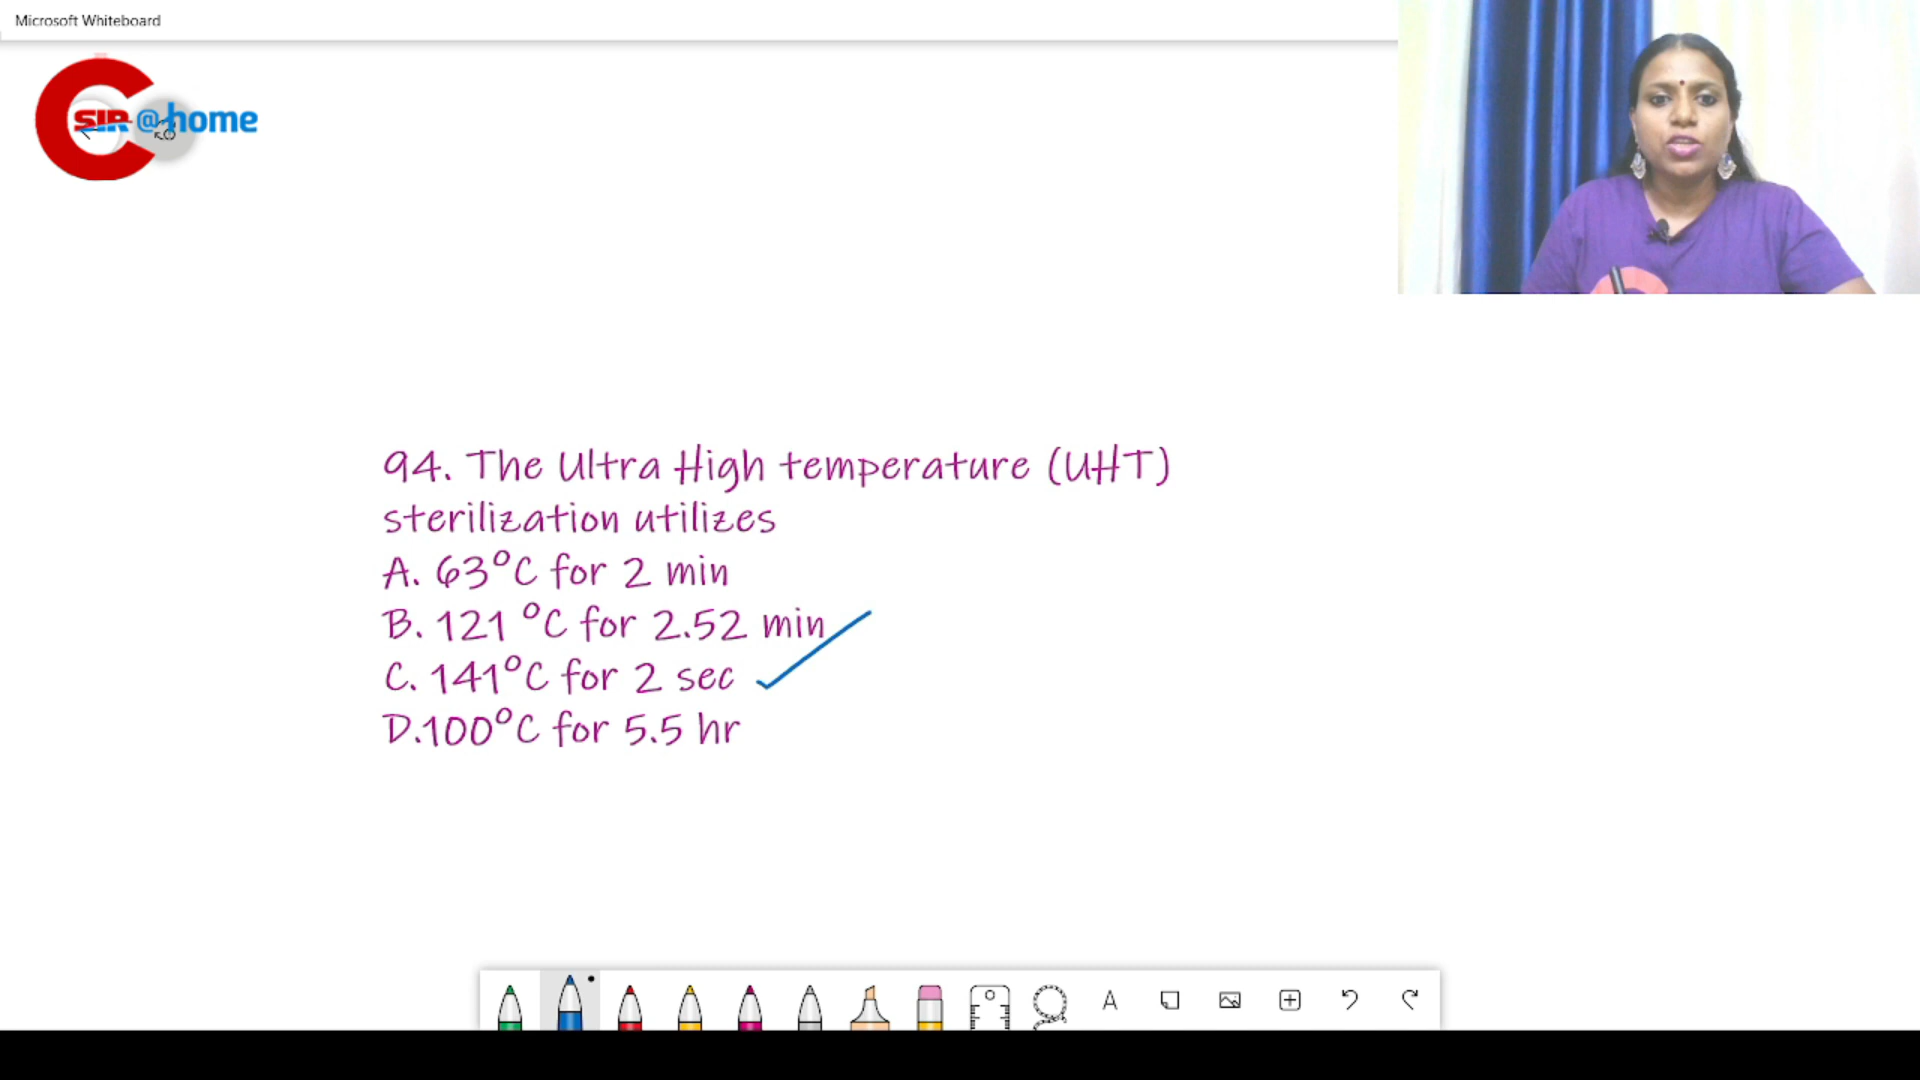 Microsoft Whiteboard
SIR @home
94. The Ultra High temperature (UHT)
sterilization utilizes
A. 63°C for 2 min
B. 121 °C for 2.52 min
C. 141°C for 2 sec
D.100°C for 5.5 hr